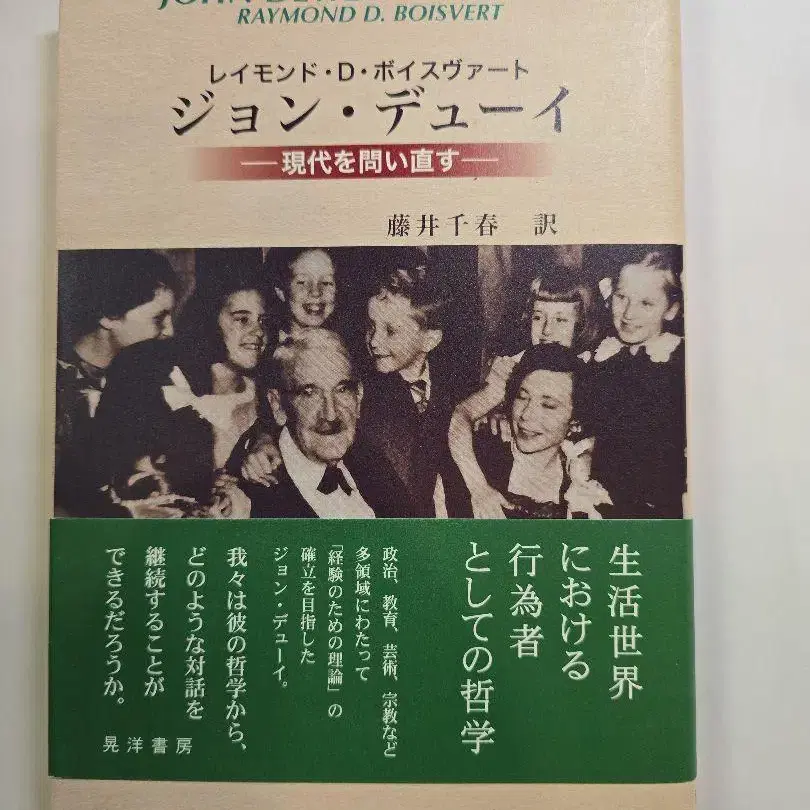 JOHN DEWE
RAYMOND D. BOISVERT
レイモンド・D・ボイスヴァート
ジョン・デューイ
―現代を問い直す―
藤井千春　訳
生活世界
における
行為者
としての哲学
政治、教育、芸術、宗教など
多領域にわたって
「経験のための理論」の
確立を目指した
ジョン・デューイ。
我々は彼の哲学から、
どのような対話を
継続することが
できるだろうか。
晃洋書房